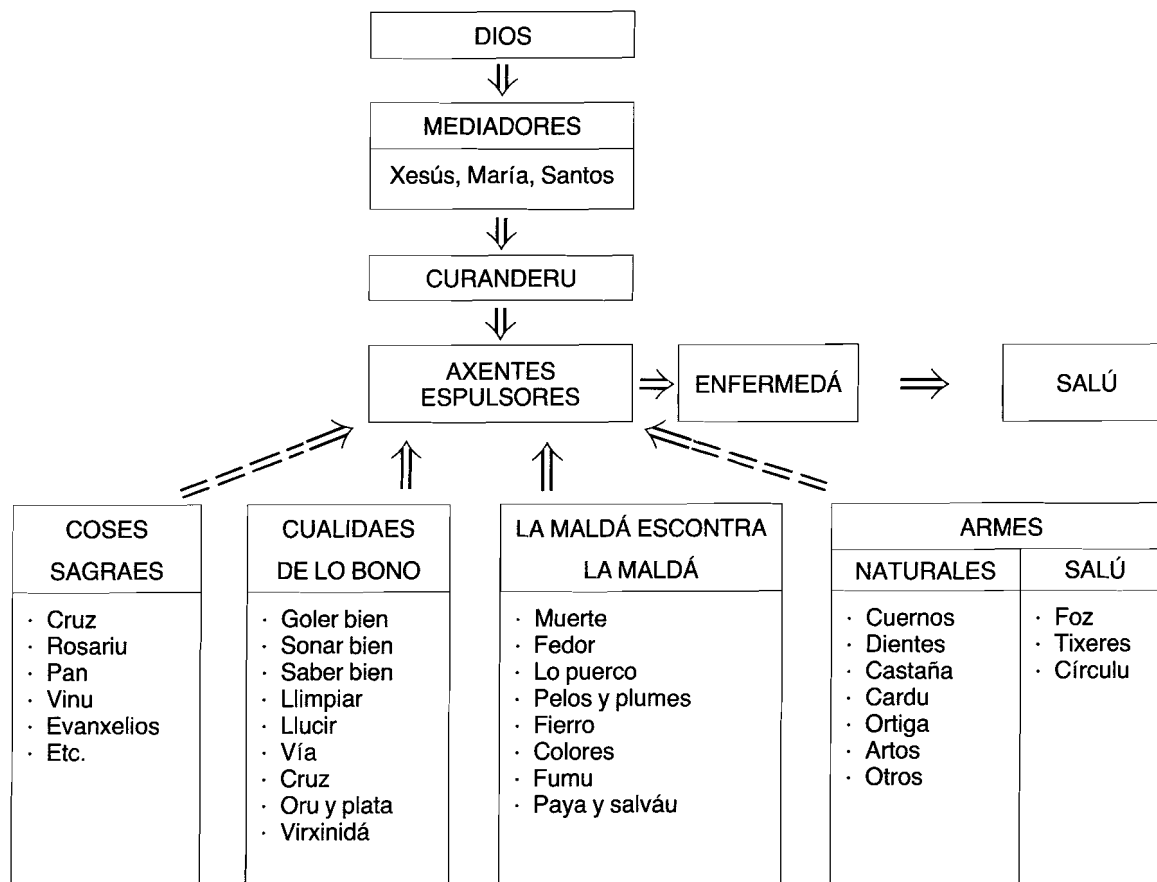 DIOS
MEDIADORES
Xesús, María, Santos
CURANDERU
AXENTES
ESPULSORES
ENFERMEDÁ
SALÚ
COSES
SAGRAES
· Cruz
· Rosariu
· Pan
· Vinu
· Evanxelios
· Etc.
CUALIDAES
DE LO BONO
· Goler bien
· Sonar bien
· Saber bien
· Llimpiar
· Llucir
· Vía
· Cruz
· Oru y plata
· Virxinidá
LA MALDÁ ESCONTRA
LA MALDÁ
· Muerte
· Fedor
· Lo puerco
· Pelos y plumes
· Fierro
· Colores
· Fumu
· Paya y salváu
ARMES
NATURALES
· Cuernos
· Dientes
· Castaña
· Cardu
· Ortiga
· Artos
· Otros
SALÚ
· Foz
· Tixeres
· Círculu